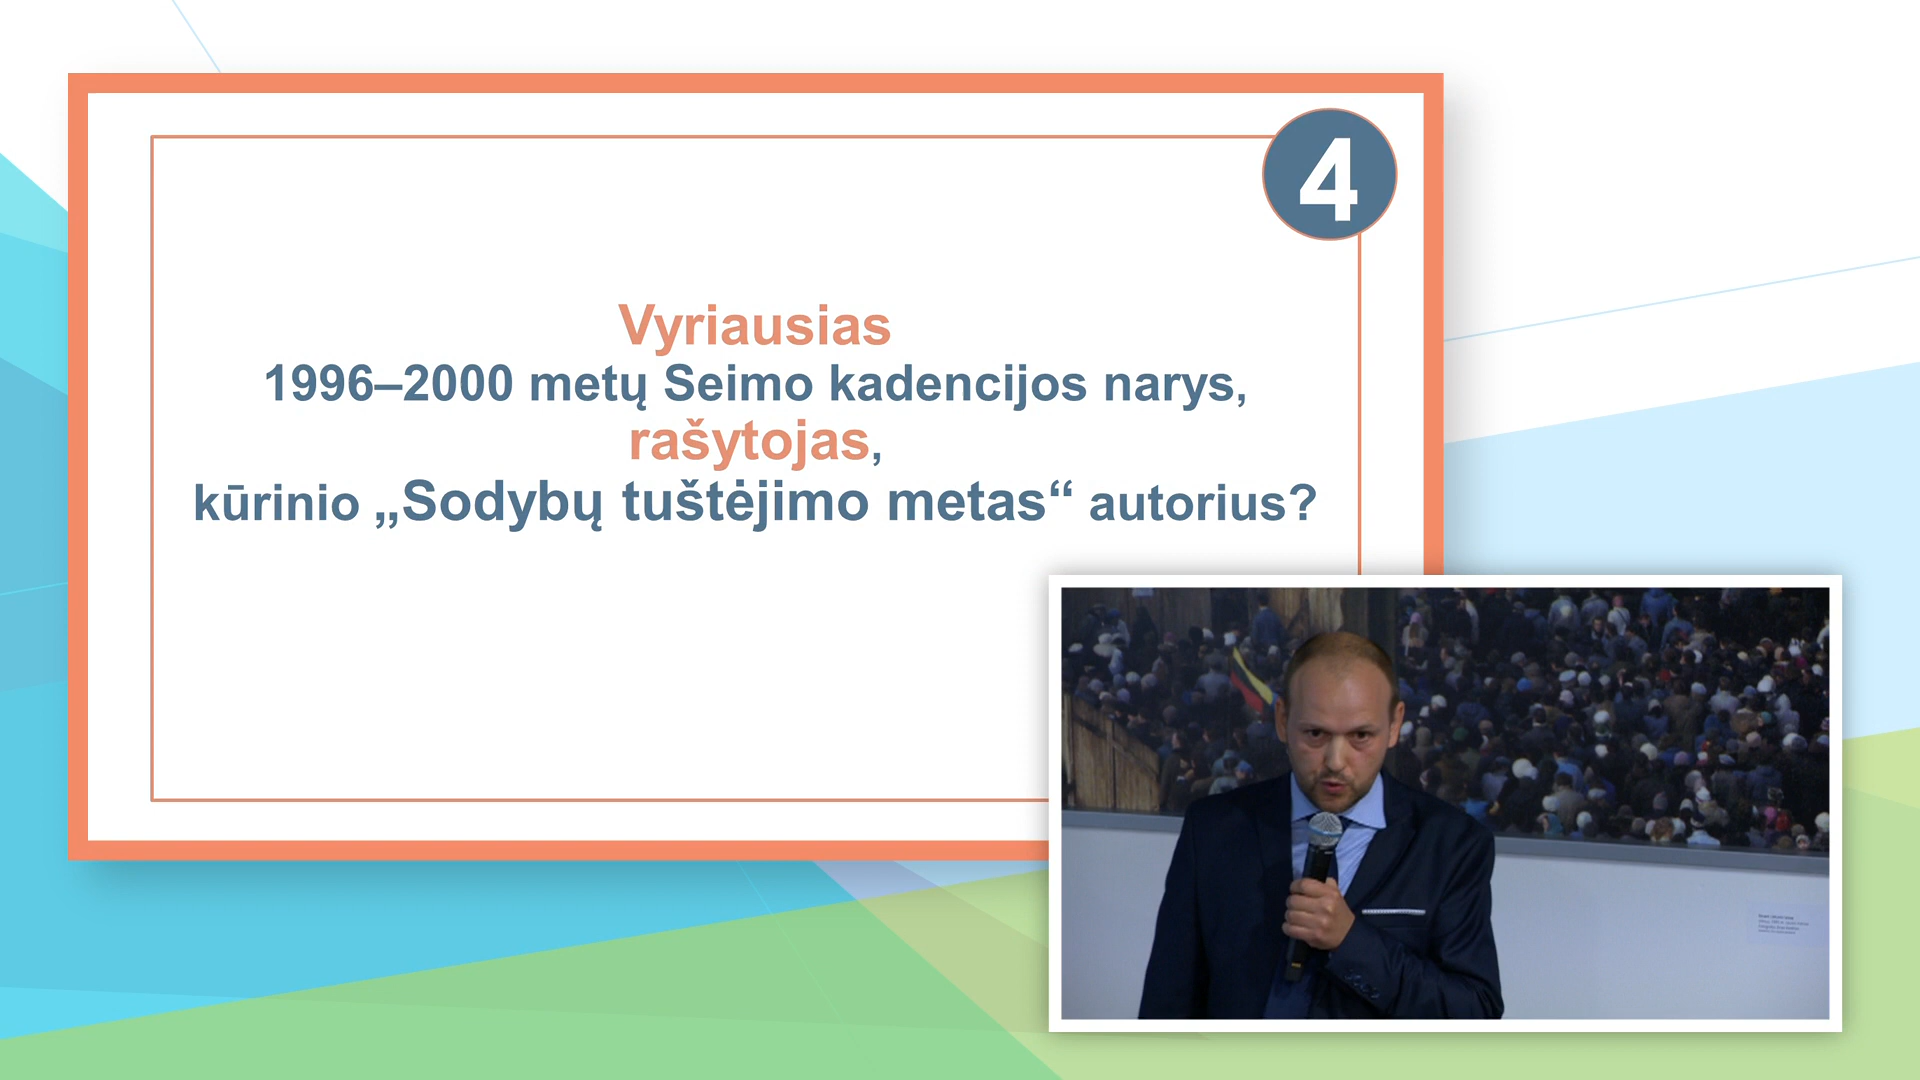 4
Vyriausias
1996–2000 metų Seimo kadencijos narys,
rašytojas,
kūrinio „Sodybų tuštėjimo metas“ autorius?